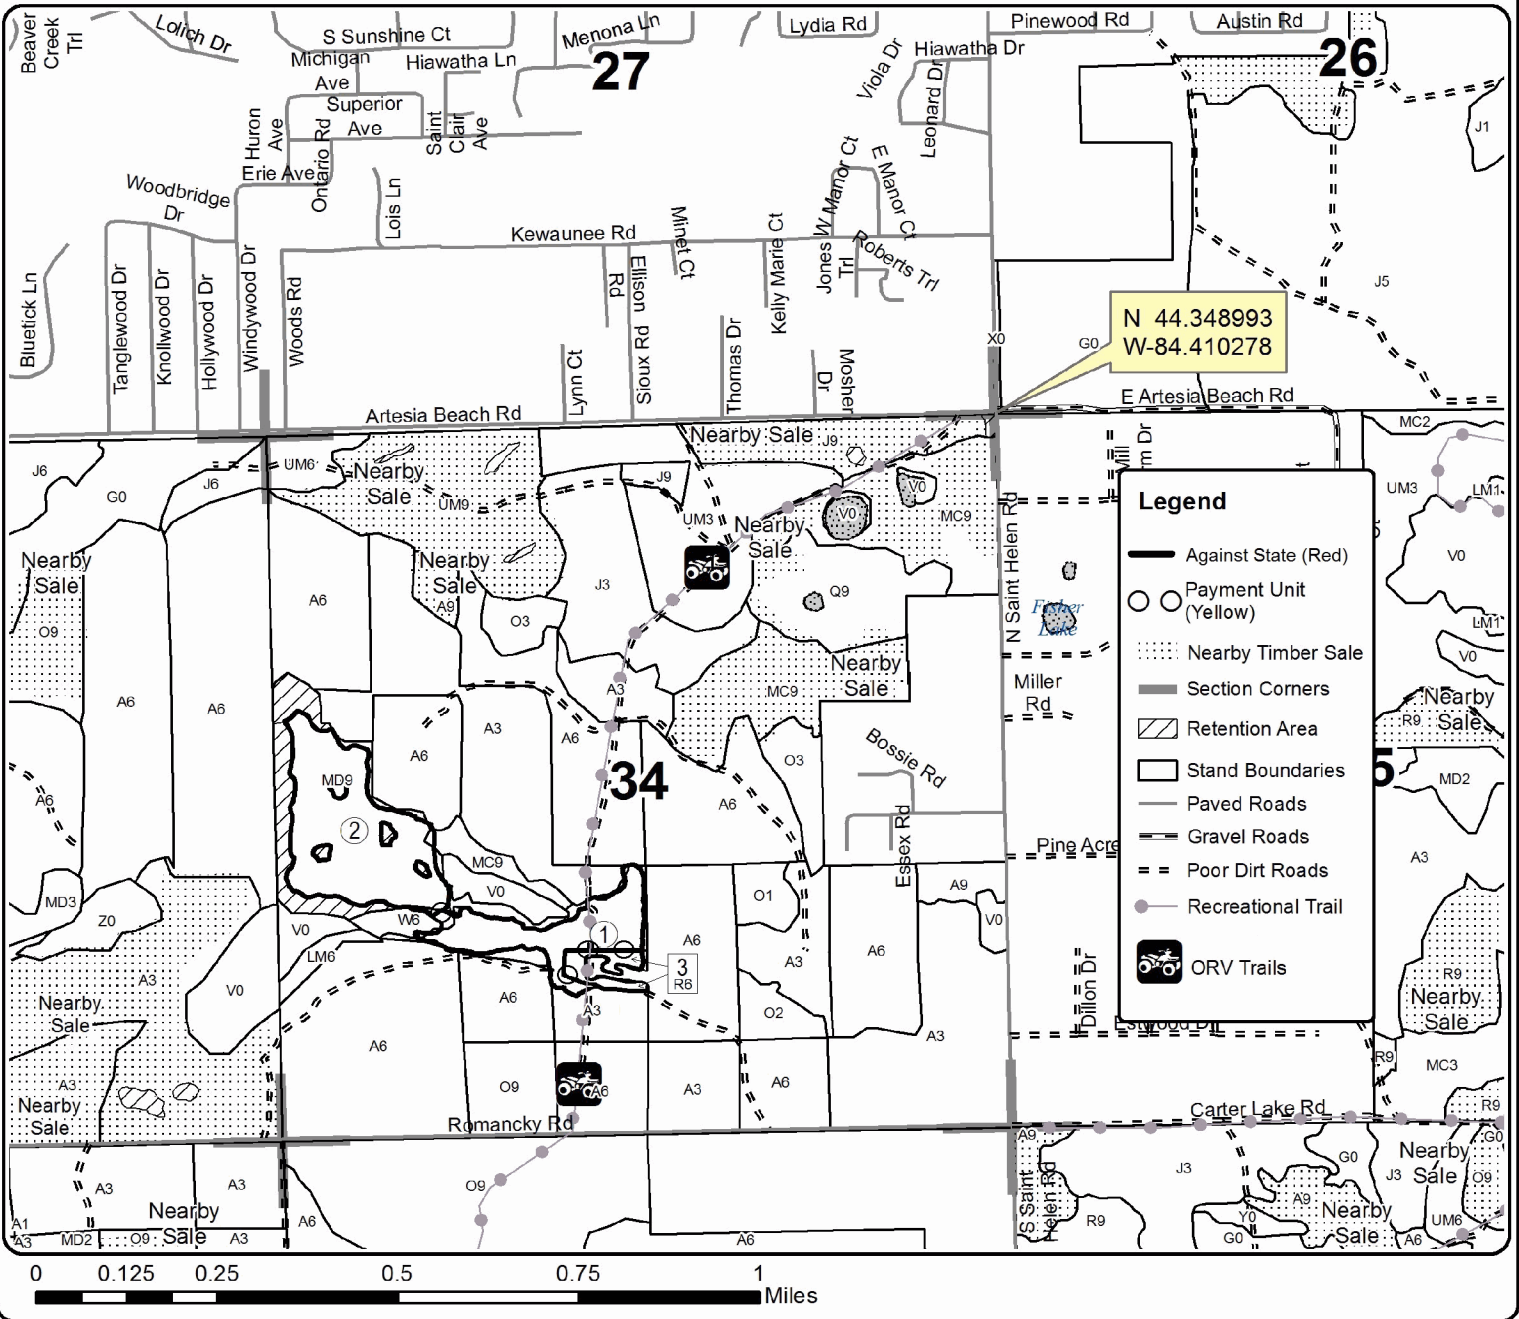 Beaver
Creek
Trl
Lolich Dr
S Sunshine Ct
Menona Ln
Lydia Rd
Pinewood Rd
Austin Rd
Michigan
Ave
Hiawatha Ln
27
Viola Dr
Hiawatha Dr
Leonard Dr
26
Huron
Ave
Superior
Ave
Ontario Rd
Saint
Clair
Ave
J1
Erie Ave
Woodbridge
Dr
Lois Ln
W Manor Ct
E Manor Ct
Kewaunee Rd
Minet Ct
Kelly Marie Ct
Jones
Trl
Roberts Trl
Bluetick Ln
Tanglewood Dr
Knollwood Dr
Hollywood Dr
Windywood Dr
Woods Rd
Ellison
Rd
Sioux Rd
J5
N 44.348993
W-84.410278
X0
G0
Lynn Ct
Thomas Dr
Mosher
Dr
Artesia Beach Rd
E Artesia Beach Rd
J6
G0
J6
UM6
Nearby
Sale
UM9
Nearby Sale
J9
J9
UM3
Nearby
Sale
V0
V0
MC9
MC2
UM3
LM1
V0
LM1
V0
Nearby
Sale
O9
A6
Nearby
Sale
A9
O3
J3
Q9
N Saint Helen Rd
Fisher
Lake
Nearby
Sale
MC9
Miller
Rd
A6
A6
A3
A6
A3
A6
Nearby
Sale
R9
MD9
2
34
O3
A6
Bossie Rd
Essex Rd
5
MD2
A6
MC9
V0
Pine Acre
A3
MD3
Z0
V0
W6
LM6
1
3
R6
A6
O1
A3
A6
A9
V0
A3
V0
Nearby
Sale
A6
A3
O2
Dillon Dr
R9
Nearby
Sale
A6
A3
A3
Nearby
Sale
O9
A6
A3
A6
R9
MC3
Romancky Rd
Carter Lake Rd
R9
G0
A9
A3
A3
Nearby
Sale
O9
A6
S Saint
Helen Rd
J3
G0
J3
Nearby
Sale
O9
A1
A3
MD2
O9
A3
A6
R9
Y0
G0
A9
Nearby
Sale
UM6
A6
Legend
Against State (Red)
Payment Unit
(Yellow)
Nearby Timber Sale
Section Corners
Retention Area
Stand Boundaries
Paved Roads
Gravel Roads
Poor Dirt Roads
Recreational Trail
ORV Trails
0 0.125 0.25 0.5 0.75 1
Miles